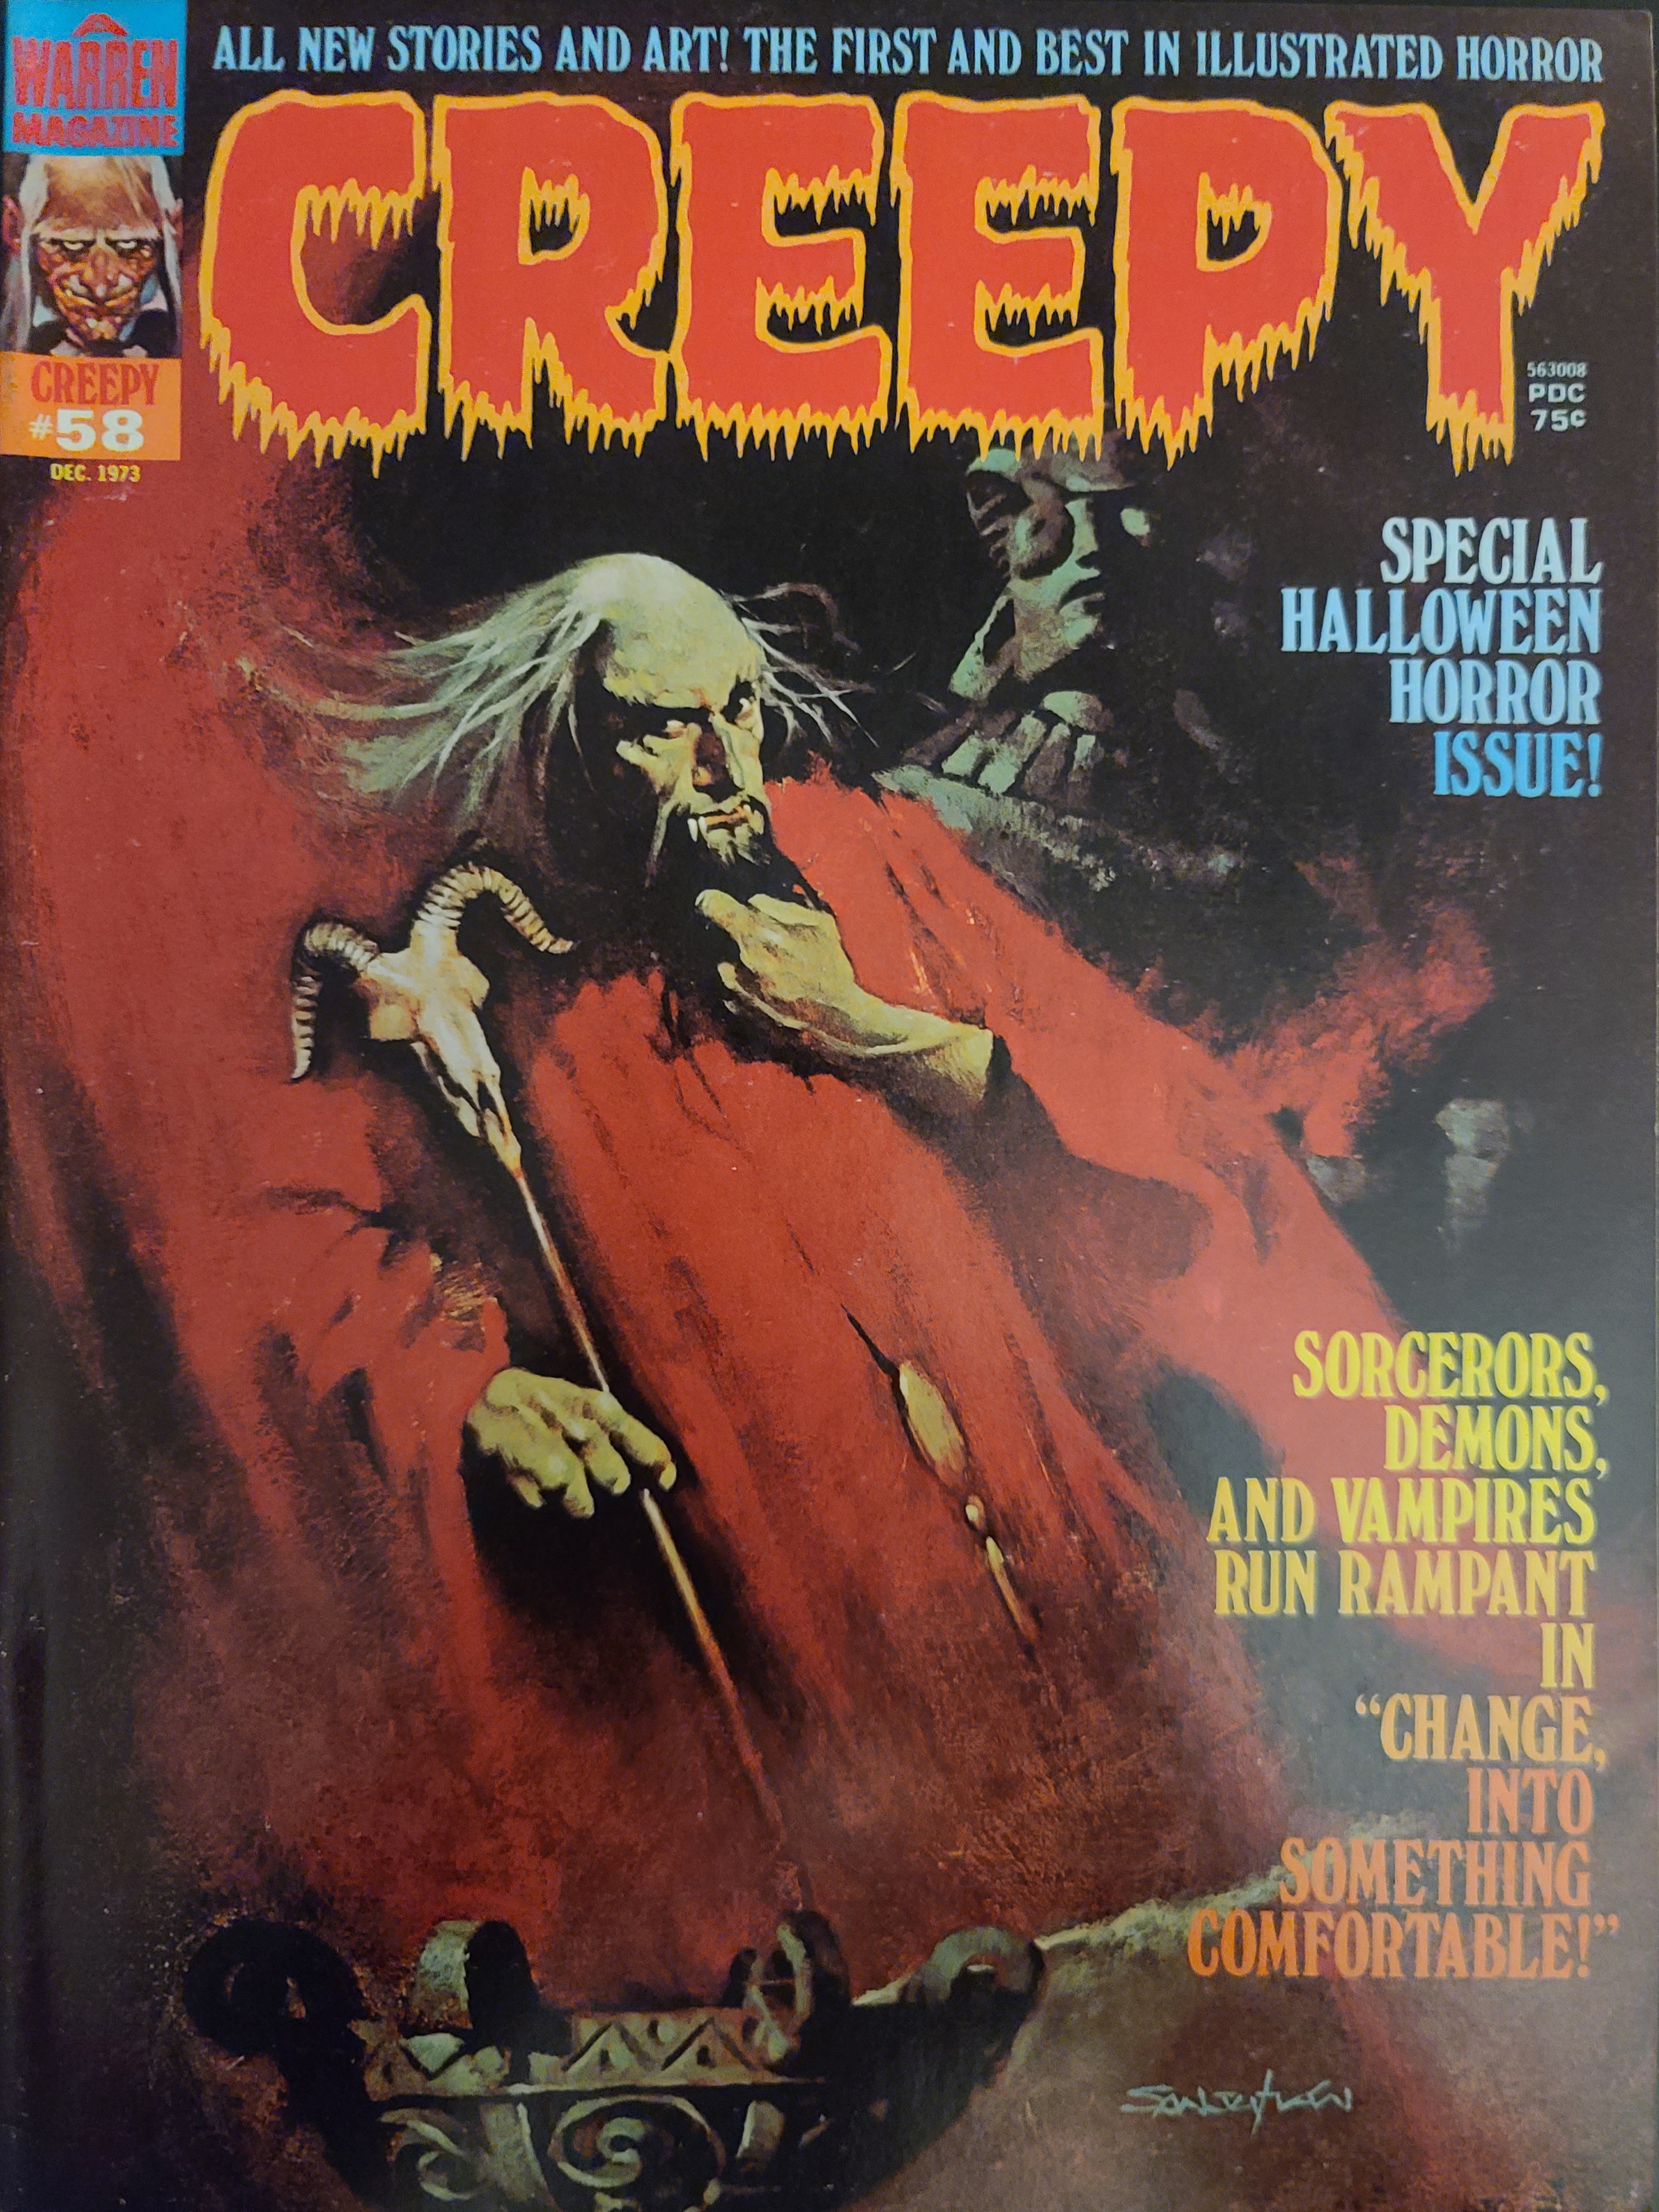 ALL NEW STORIES AND ART! THE FIRST AND BEST IN ILLUSTRATED HORROR
A
WARREN
MAGAZINE
CREEPY
CREEPY
#58
DEC. 1973
563008
PDC
75¢
SPECIAL
HALLOWEEN
HORROR
ISSUE!
SORCERORS,
DEMONS,
AND VAMPIRES
RUN RAMPANT
IN
“CHANGE,
INTO
SOMETHING
COMFORTABLE!”
SANJULIAN